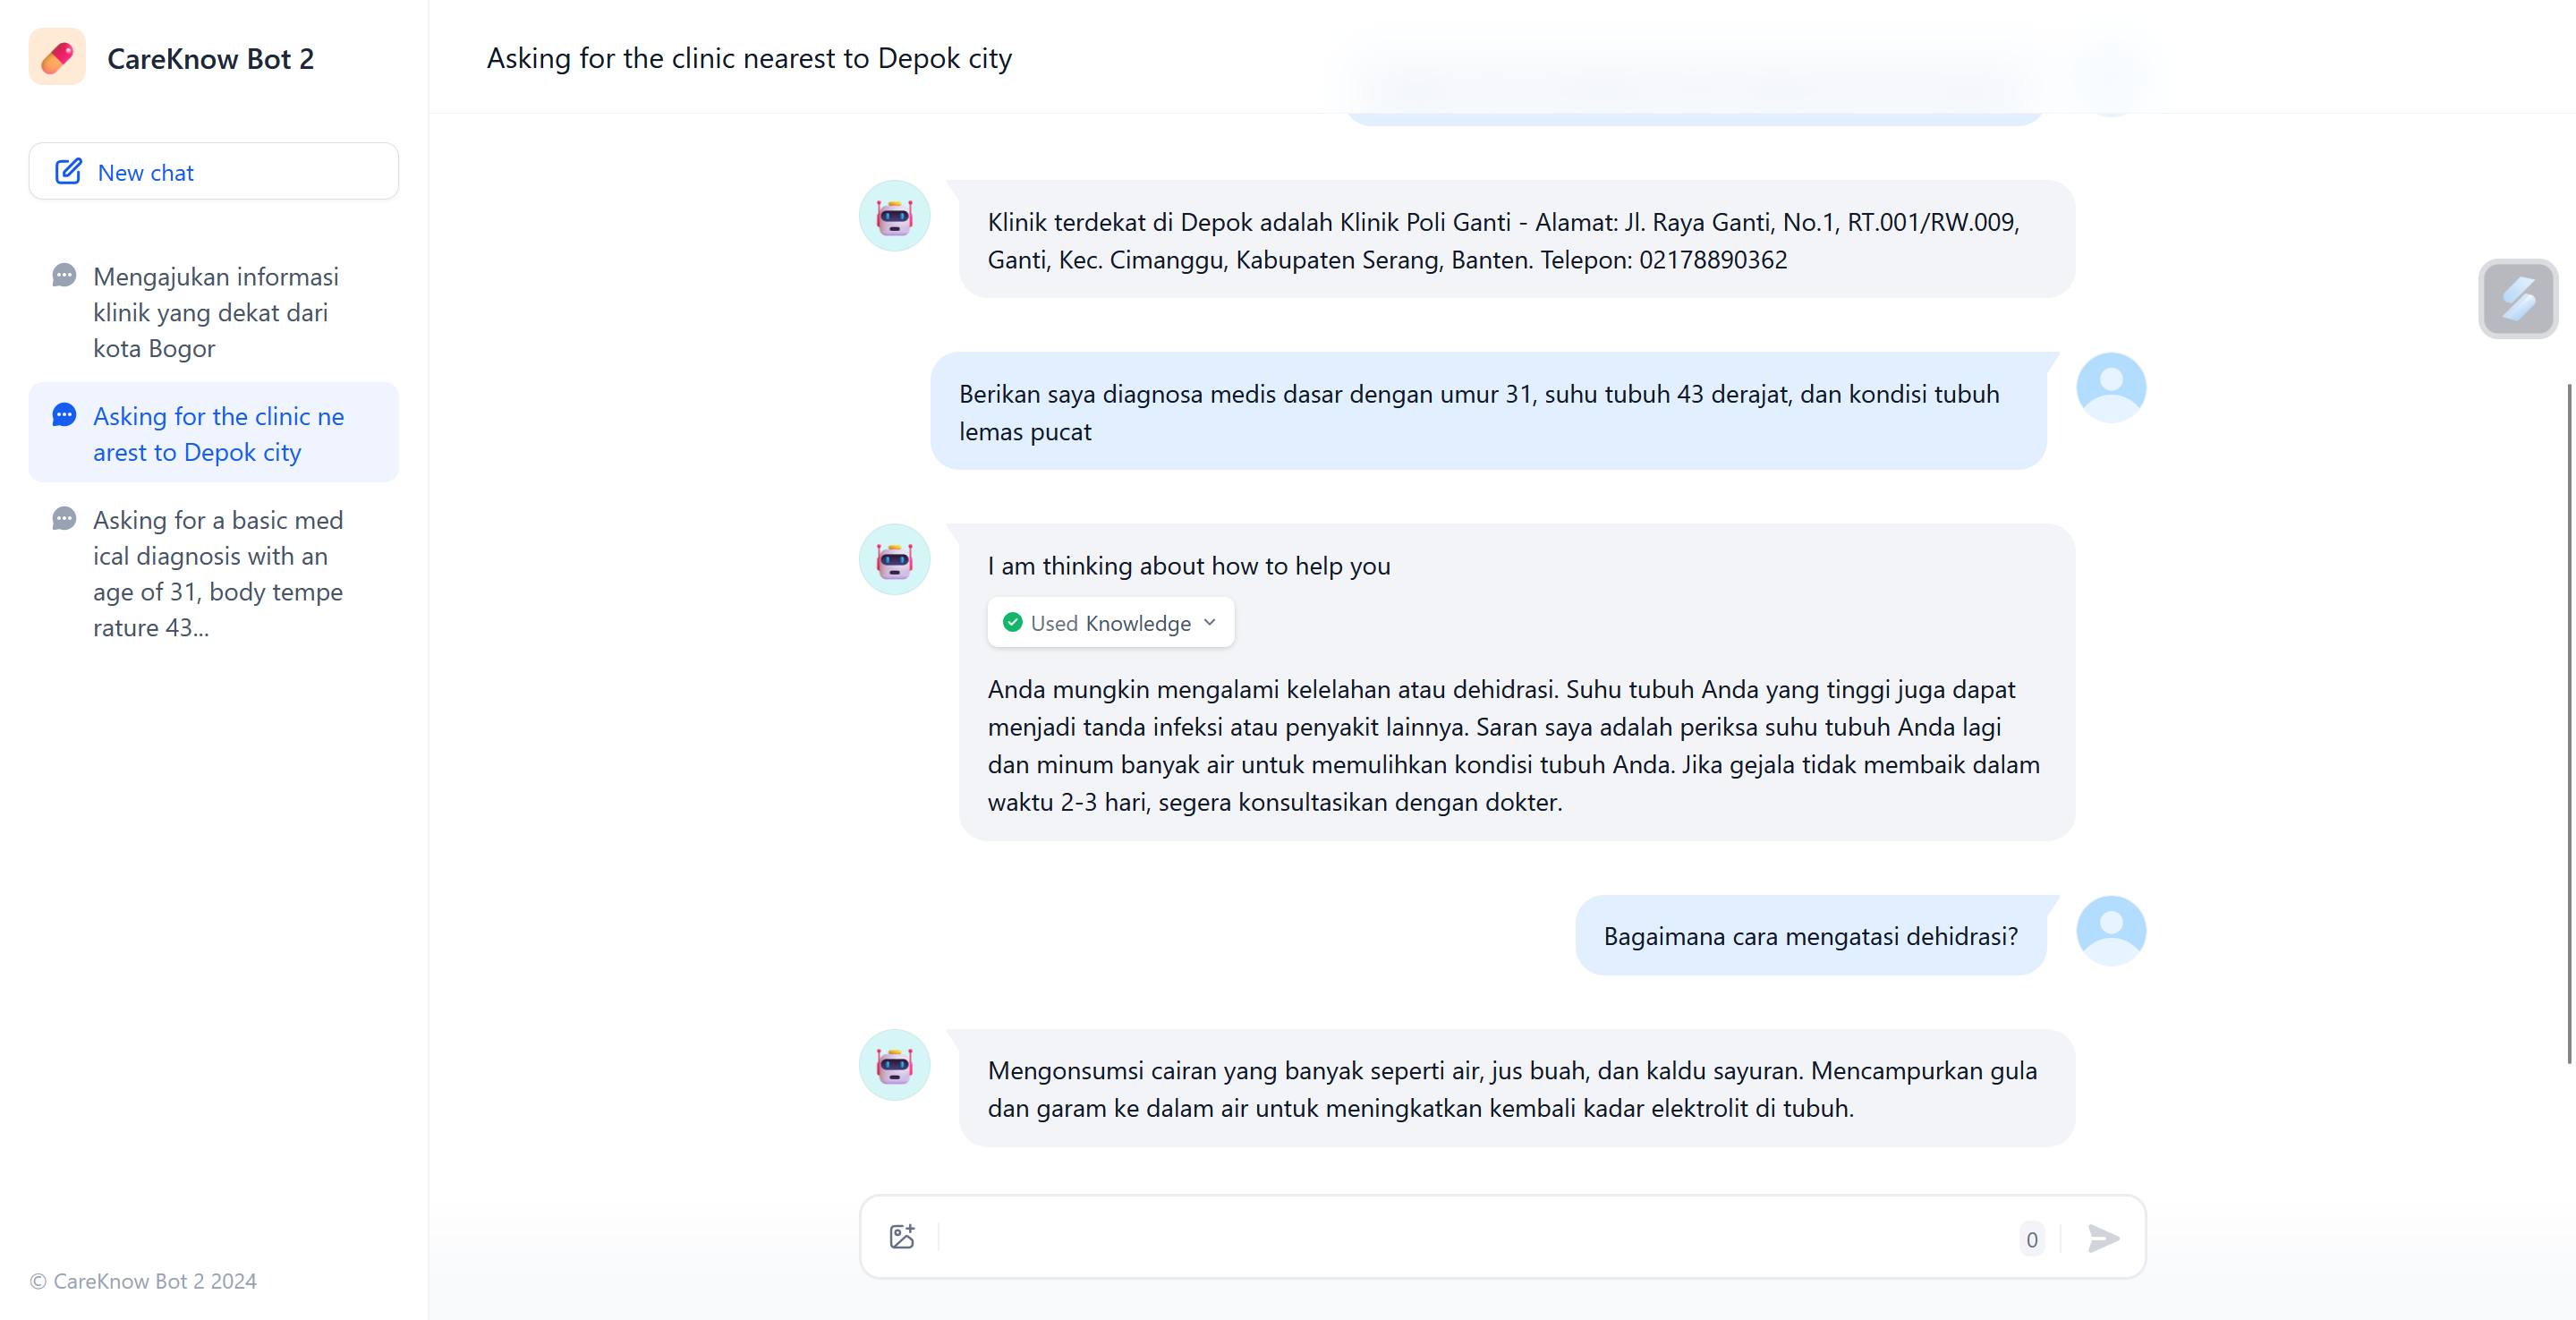 CareKnow Bot 2
New chat
Mengajukan informasi
klinik yang dekat dari
kota Bogor
Asking for the clinic ne
arest to Depok city
Asking for a basic med
ical diagnosis with an
age of 31, body tempe
rature 43...
© CareKnow Bot 2 2024
Asking for the clinic nearest to Depok city
Klinik terdekat di Depok adalah Klinik Poli Ganti - Alamat: Jl. Raya Ganti, No.1, RT.001/RW.009,
Ganti, Kec. Cimanggu, Kabupaten Serang, Banten. Telepon: 02178890362
Berikan saya diagnosa medis dasar dengan umur 31, suhu tubuh 43 derajat, dan kondisi tubuh
lemas pucat
I am thinking about how to help you
Used Knowledge
Anda mungkin mengalami kelelahan atau dehidrasi. Suhu tubuh Anda yang tinggi juga dapat
menjadi tanda infeksi atau penyakit lainnya. Saran saya adalah periksa suhu tubuh Anda lagi
dan minum banyak air untuk memulihkan kondisi tubuh Anda. Jika gejala tidak membaik dalam
waktu 2-3 hari, segera konsultasikan dengan dokter.
Bagaimana cara mengatasi dehidrasi?
Mengonsumsi cairan yang banyak seperti air, jus buah, dan kaldu sayuran. Mencampurkan gula
dan garam ke dalam air untuk meningkatkan kembali kadar elektrolit di tubuh.
0